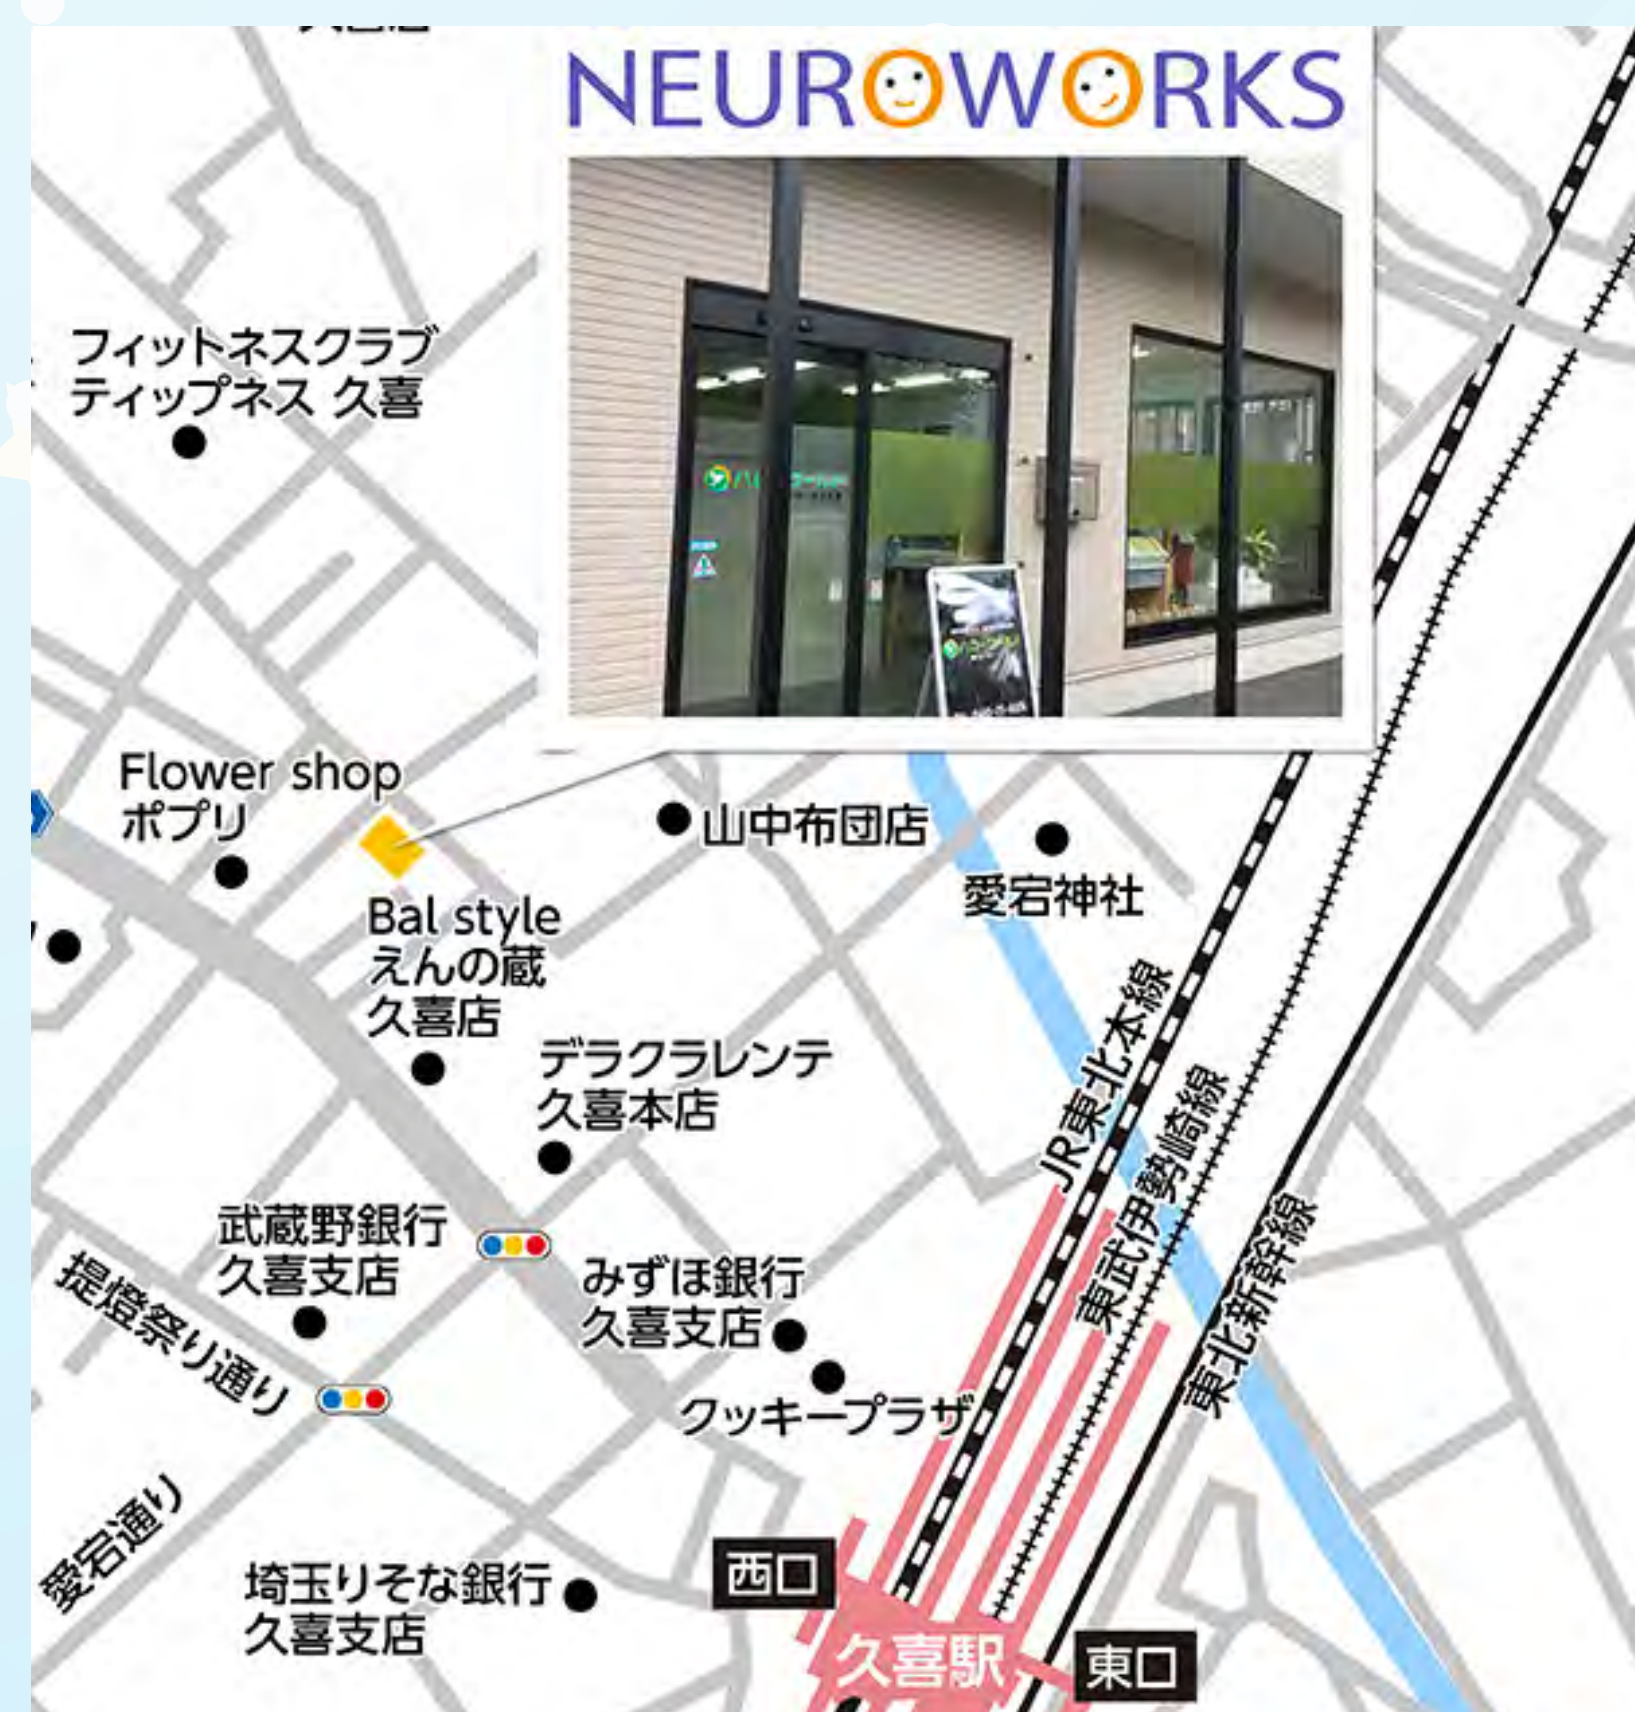 NEUROWORKS
フィットネスクラブ
ティップネス 久喜
Flower shop
ポプリ
山中布団店
愛宕神社
Bal style
えんの蔵
久喜店
デラクラレンテ
久喜本店
JR東北本線
東武伊勢崎線
東北新幹線
武蔵野銀行
久喜支店
みずほ銀行
久喜支店
クッキープラザ
提燈祭り通り
愛宕通り
埼玉りそな銀行
久喜支店
西口
久喜駅
東口